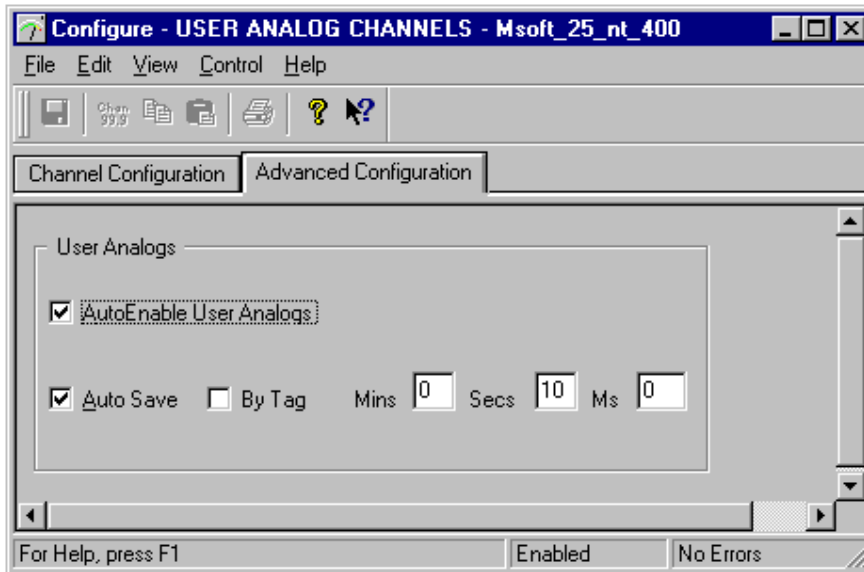 Configure - USER ANALOG CHANNELS - Msoft_25_nt_400
File Edit View Control Help
Chan 99.9
Channel Configuration Advanced Configuration
User Analogs
AutoEnable User Analogs
Auto Save By Tag Mins 0 Secs 10 Ms 0
For Help, press F1 Enabled No Errors